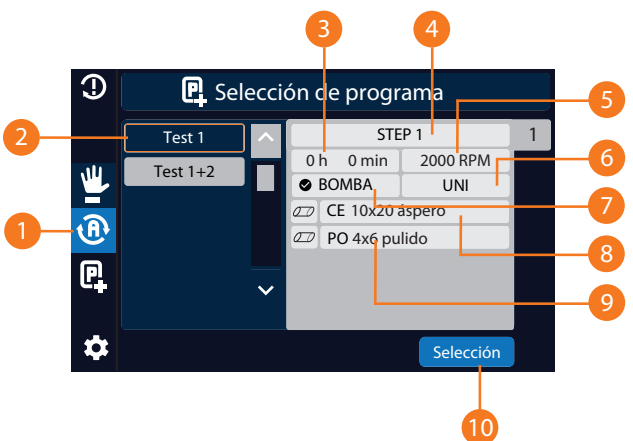 3
4
Selección de programa
5
2
Test 1
STEP 1
1
0 h 0 min
2000 RPM
6
Test 1+2
BOMBA
UNI
7
1
A
CE 10x20 áspero
8
PO 4x6 pulido
P
9
Selección
10